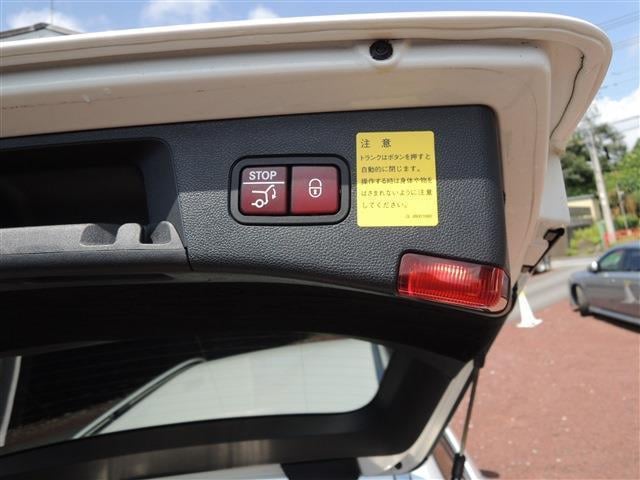 STOP
注 意
トランクはボタンを押すと
自動的に閉じます。
操作する時は身体や物を
はさまれないように注意
してください。